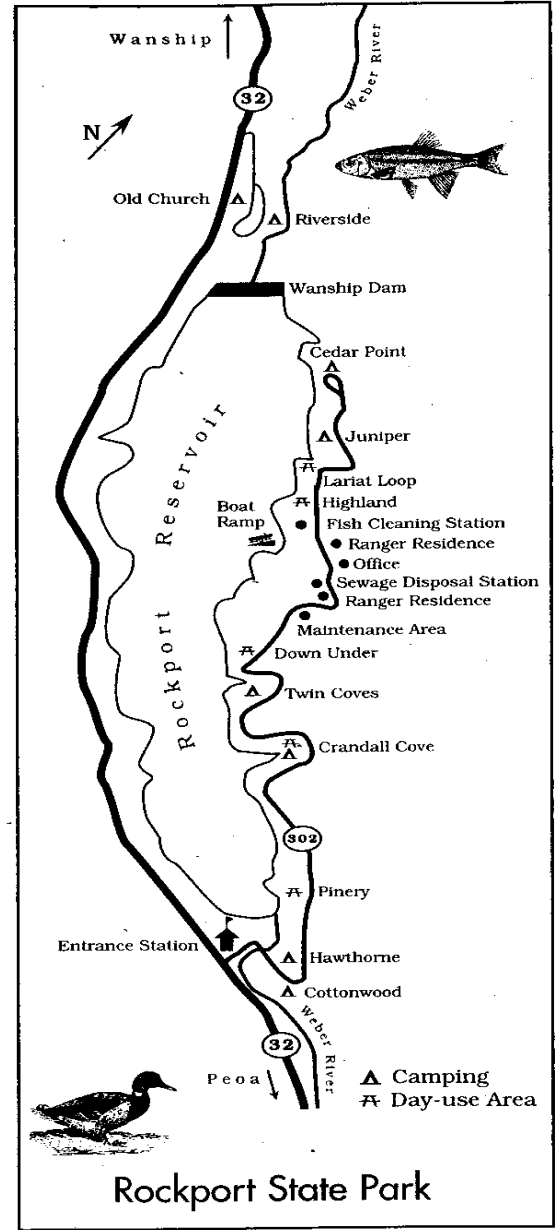 Wanship
Weber River
32
N
Old Church
Riverside
Wanship Dam
Cedar Point
Juniper
Lariat Loop
Highland
Boat
Ramp
Fish Cleaning Station
Ranger Residence
Office
Sewage Disposal Station
Ranger Residence
Maintenance Area
Rockport Reservoir
Down Under
Twin Coves
Crandall Cove
302
Pinery
Entrance Station
Hawthorne
Cottonwood
Weber River
32
Peoa
Camping
Day-use Area
Rockport State Park